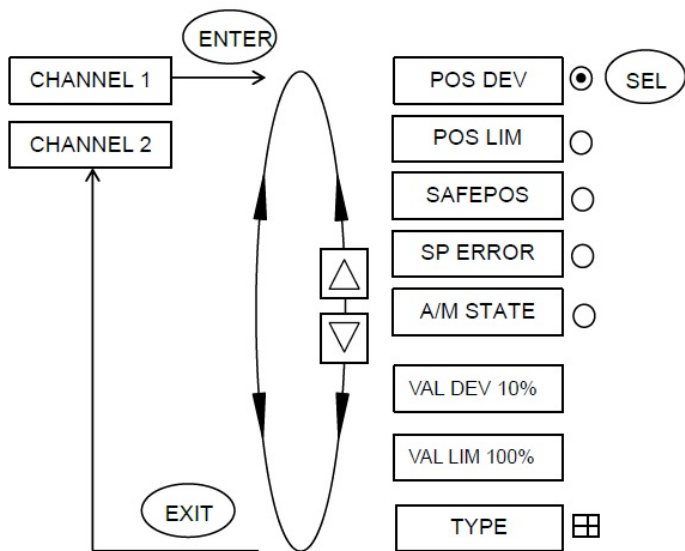 ENTER
CHANNEL 1
CHANNEL 2
POS DEV
SEL
POS LIM
SAFEPOS
SP ERROR
A/M STATE
VAL DEV 10%
VAL LIM 100%
EXIT
TYPE